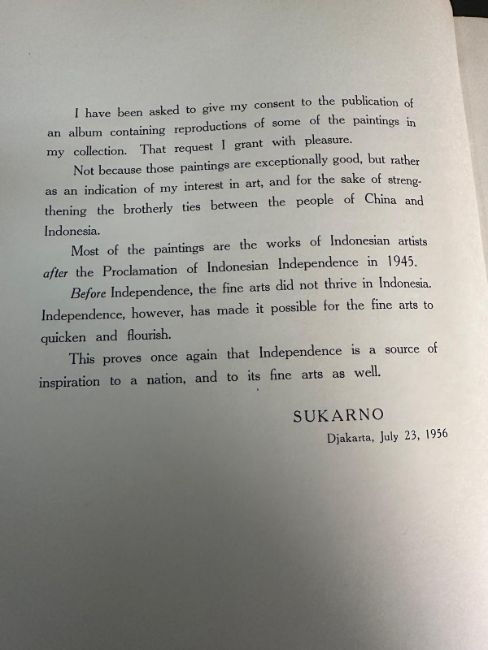 I have been asked to give my consent to the publication of
an album containing reproductions of some of the paintings in
my collection. That request I grant with pleasure.
Not because those paintings are exceptionally good, but rather
as an indication of my interest in art, and for the sake of streng-
thening the brotherly ties between the people of China and
Indonesia.
Most of the paintings are the works of Indonesian artists
after the Proclamation of Indonesian Independence in 1945.
Before Independence, the fine arts did not thrive in Indonesia.
Independence, however, has made it possible for the fine arts to
quicken and flourish.
This proves once again that Independence is a source of
inspiration to a nation, and to its fine arts as well.
SUKARNO
Djakarta, July 23, 1956